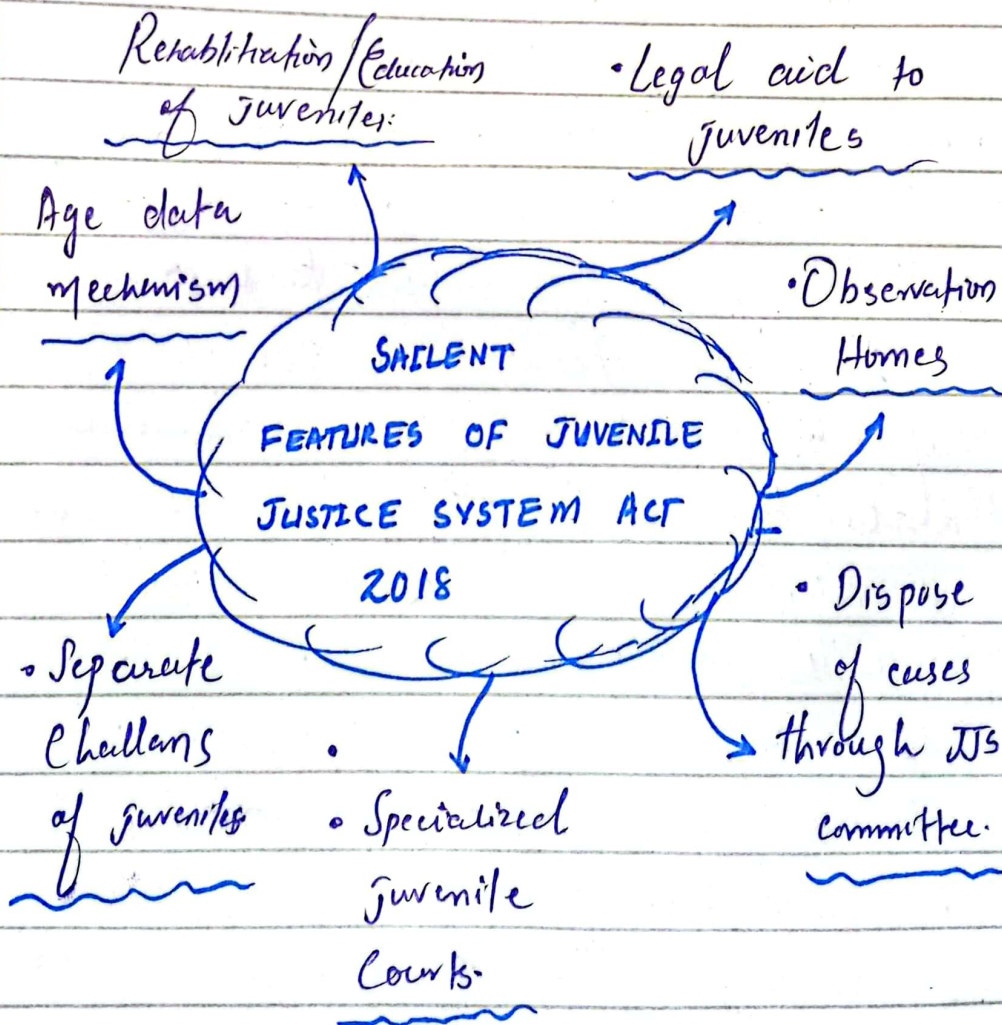 Rehablitation/Education
of juveniles:
• Legal aid to
juveniles
Age data
mechenism
• Observation
Homes
SAILENT
FEATURES OF JUVENILE
JUSTICE SYSTEM ACT
2018
• Dispose
of cases
through JJS
committee.
• Separate
Challans
of juveniles
•
• Specialized
juvenile
Courts.